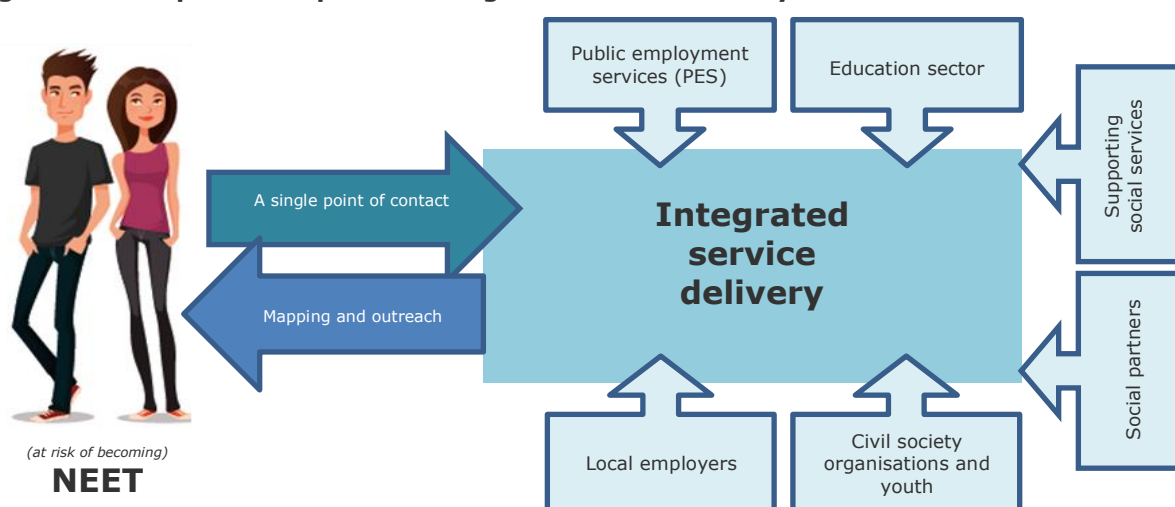 Public employment
services (PES)
Education sector
Supporting
social services
A single point of contact
Integrated
service
delivery
Mapping and outreach
Social partners
(at risk of becoming)
NEET
Local employers
Civil society
organisations and
youth